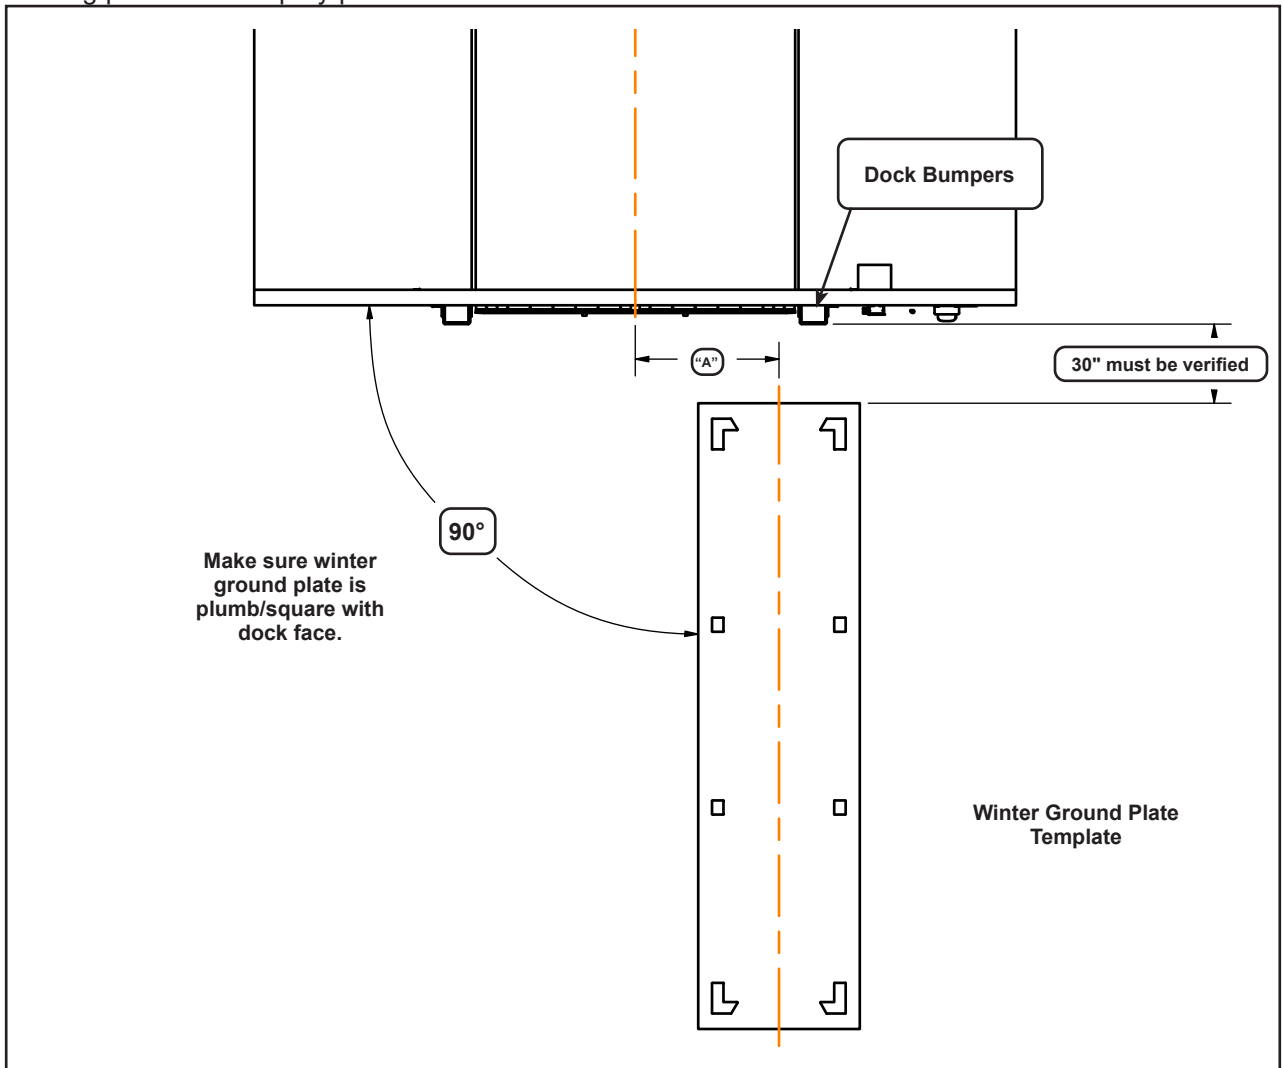 Dock Bumpers
"A"
30" must be verified
90°
Make sure winter
ground plate is
plumb/square with
dock face.
Winter Ground Plate
Template